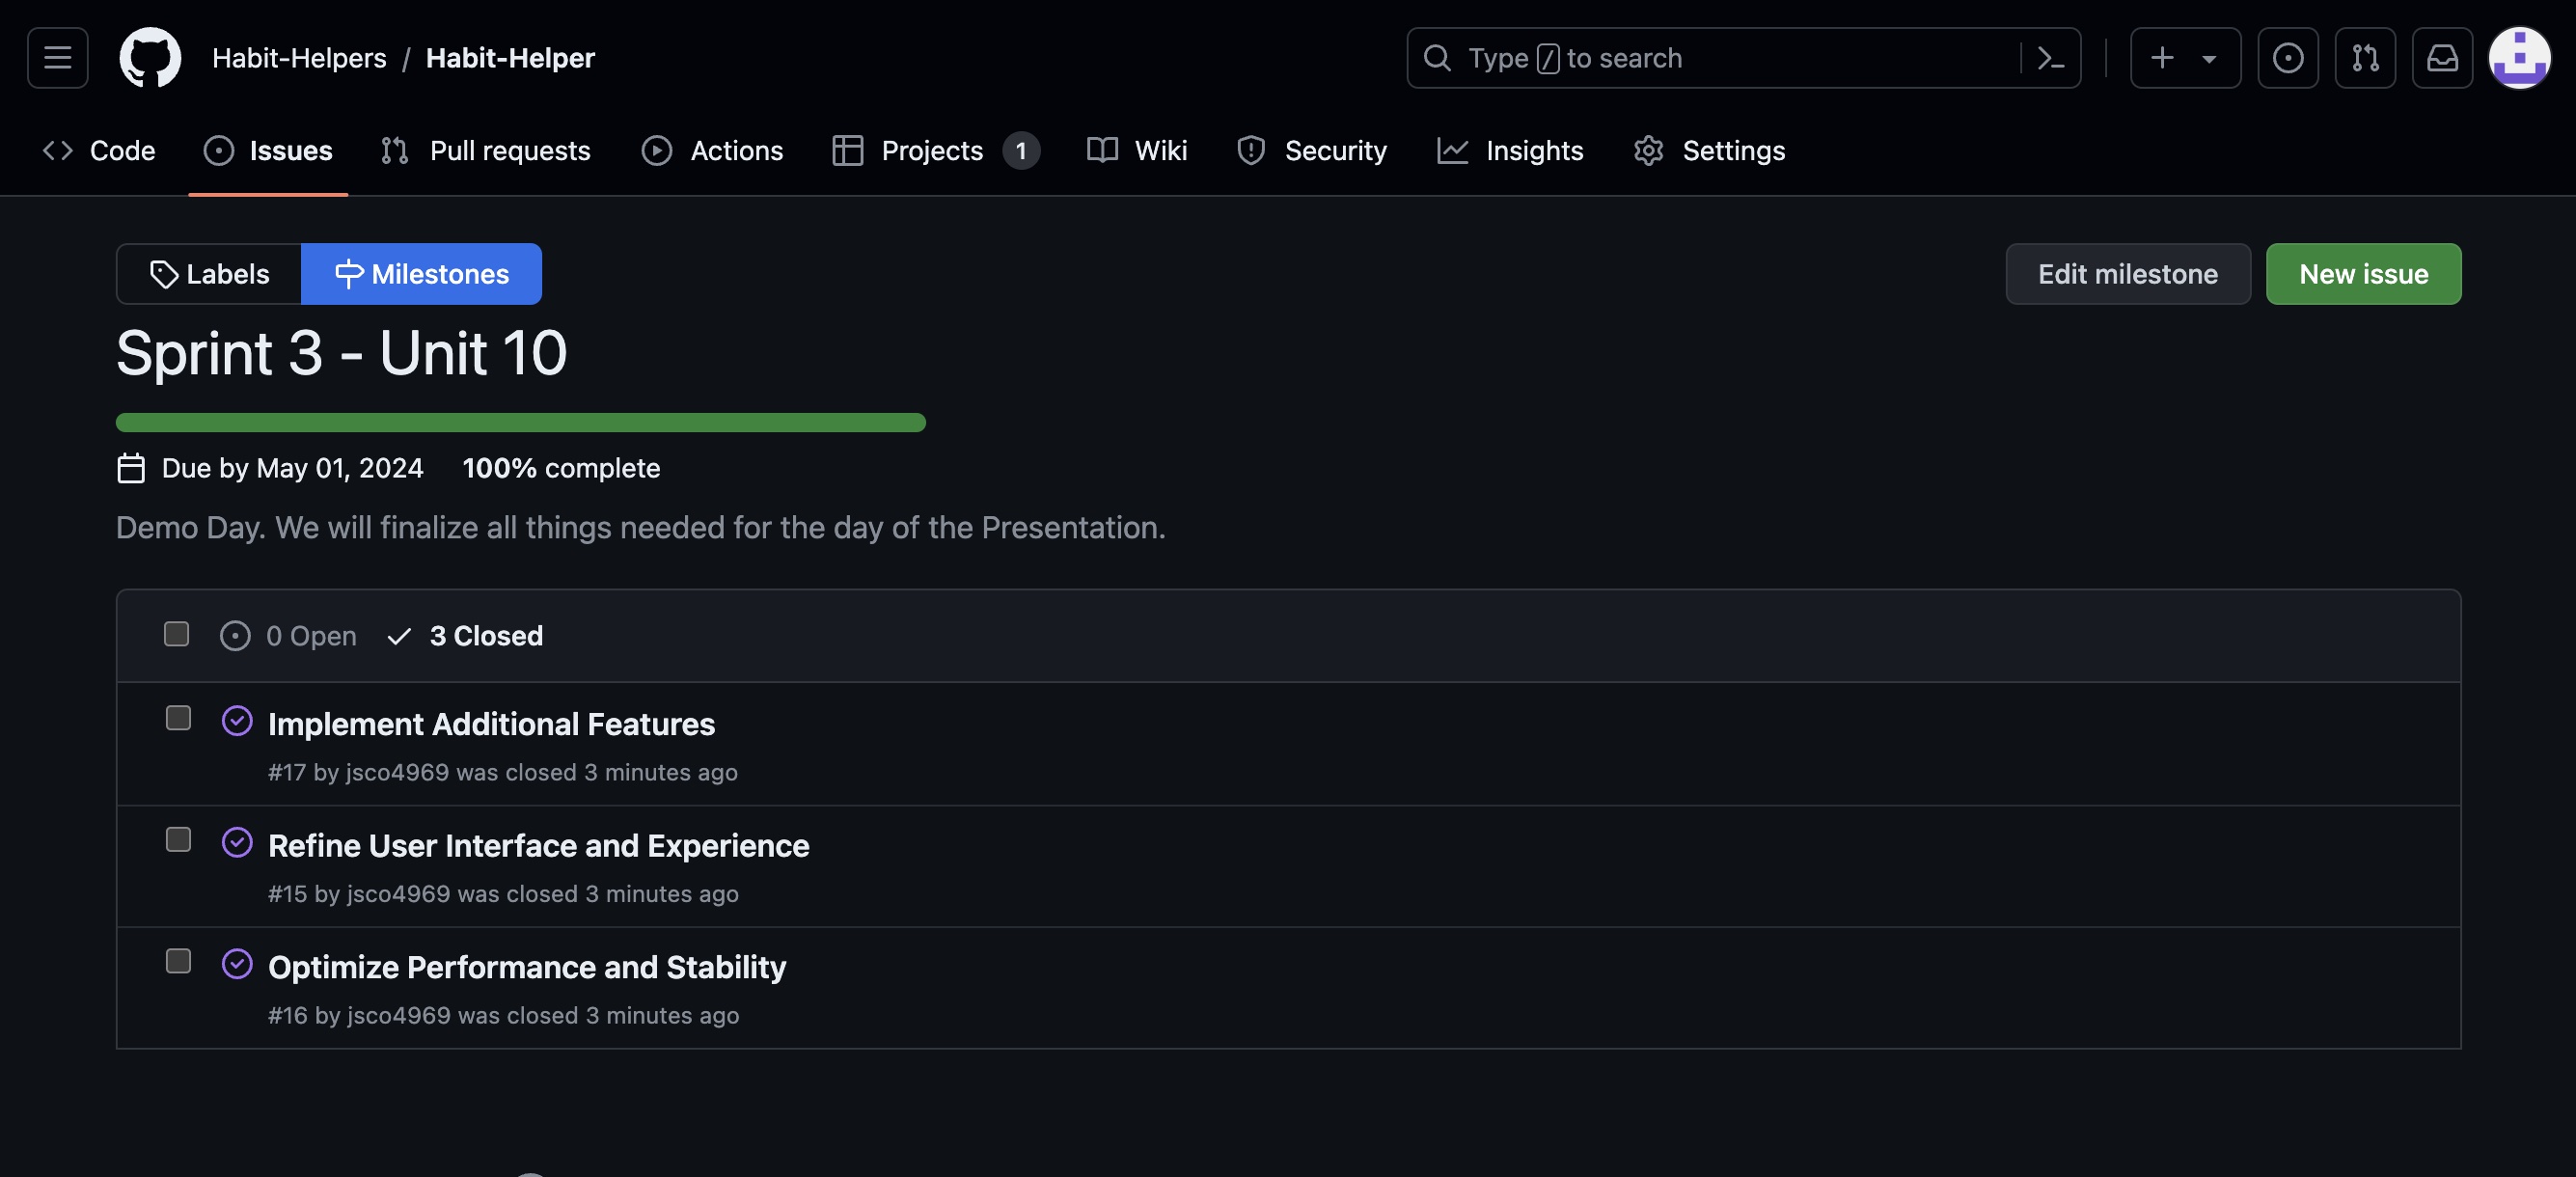 Habit-Helpers / Habit-Helper
Type / to search
Code Issues Pull requests Actions Projects 1 Wiki Security Insights Settings
Labels Milestones Edit milestone New issue
Sprint 3 - Unit 10
Due by May 01, 2024 100% complete
Demo Day. We will finalize all things needed for the day of the Presentation.
0 Open 3 Closed
Implement Additional Features
#17 by jsco4969 was closed 3 minutes ago
Refine User Interface and Experience
#15 by jsco4969 was closed 3 minutes ago
Optimize Performance and Stability
#16 by jsco4969 was closed 3 minutes ago